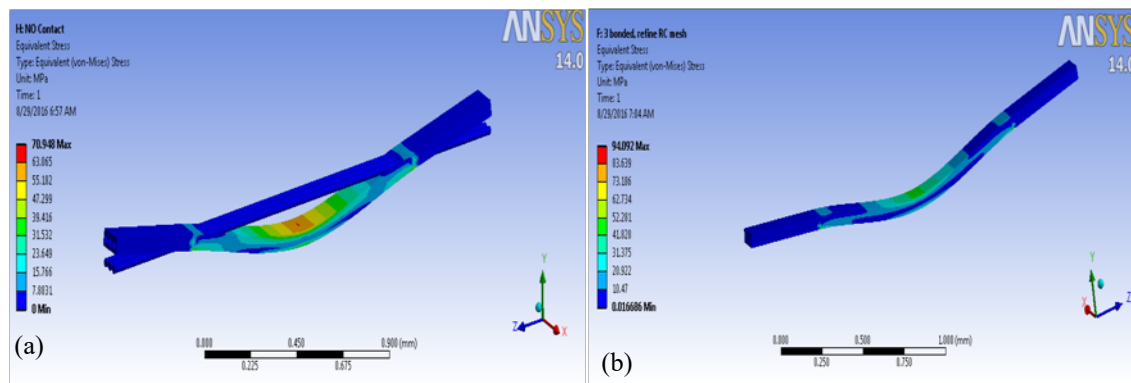 H: NO Contact
Equivalent Stress
Type: Equivalent (von-Mises) Stress
Unit: MPa
Time: 1
8/29/2016 6:57 AM
70.948 Max
63.065
55.182
47.299
39.416
31.532
23.649
15.766
7.8831
0 Min
ANSYS
14.0
Y
Z
X
0.000
0.450
0.900 (mm)
0.225
0.675
(a)
F: 3 bonded, refine RC mesh
Equivalent Stress
Type: Equivalent (von-Mises) Stress
Unit: MPa
Time: 1
8/29/2016 7:04 AM
94.092 Max
83.639
73.186
62.734
52.281
41.828
31.375
20.922
10.47
0.016686 Min
ANSYS
14.0
Y
X
Z
0.000
0.500
1.000 (mm)
0.250
0.750
(b)